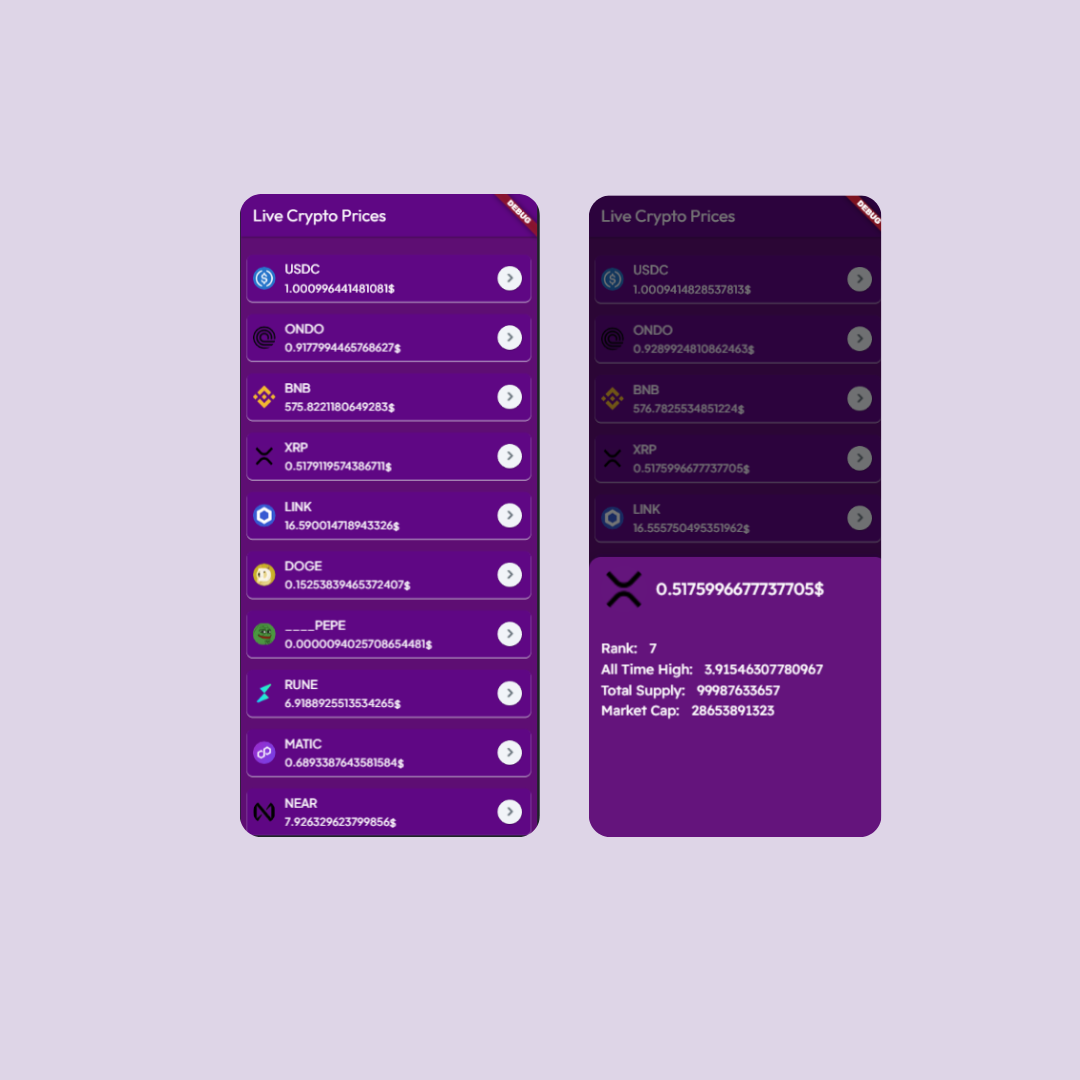 Live Crypto Prices
DEBUG
USDC
1.000996441481081$
ONDO
0.9177994465768627$
BNB
575.8221180649283$
XRP
0.5179119574386711$
LINK
16.590014718943326$
DOGE
0.15253839465372407$
____PEPE
0.0000094025708654481$
RUNE
6.9188925513534265$
MATIC
0.6893387643581584$
NEAR
7.926329623799856$
Live Crypto Prices
DEBUG
USDC
1.0009414828537813$
ONDO
0.9289924810862463$
BNB
576.7825534851224$
XRP
0.5175996677737705$
LINK
16.555750495351962$
0.5175996677737705$
Rank: 7
All Time High: 3.91546307780967
Total Supply: 99987633657
Market Cap: 28653891323